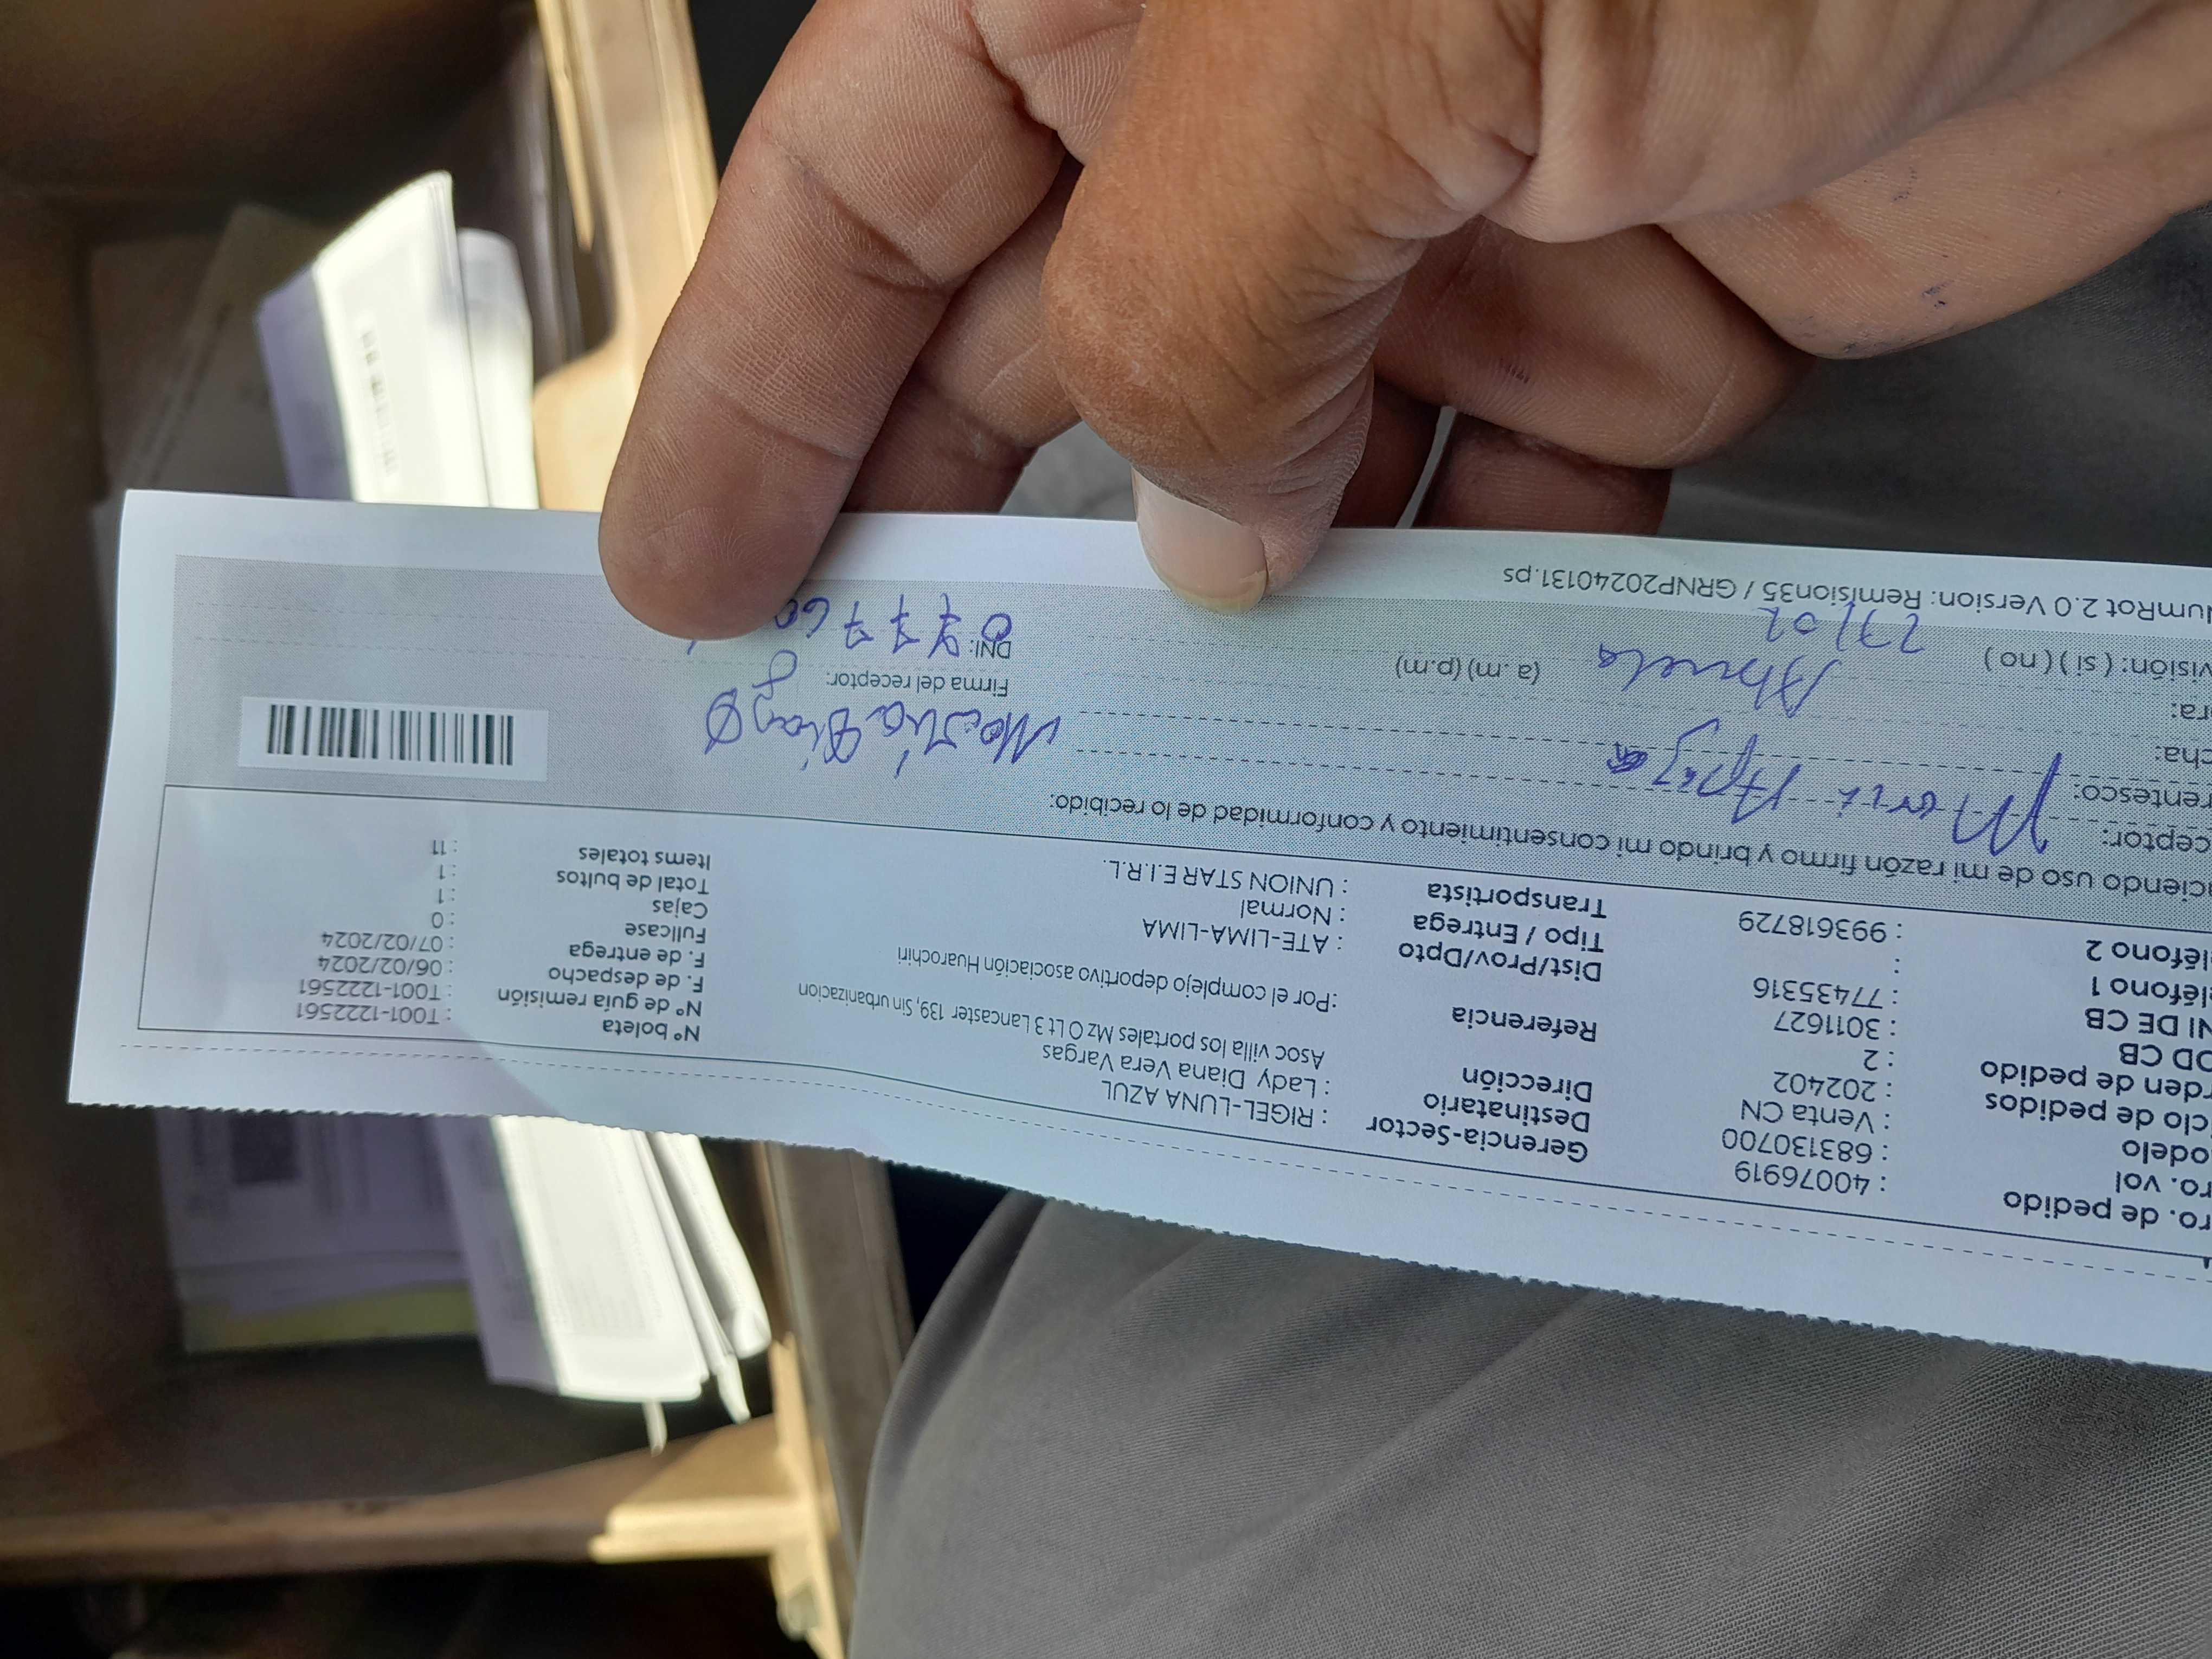 ro. de pedido : 40076919
ro. vol : 683130700
odelo : Venta CN
clo de pedidos : 202402
rden de pedido : 2
OD CB : 3011627
NI DE CB : 77435316
eléfono 1 :
eléfono 2 : 993618729
Gerencia-Sector : RIGEL-LUNA AZUL
Destinatario : Lady Diana Vera Vargas
Dirección Asoc villa los portales Mz O Lt 3 Lancaster 139, Sin urbanizacion
Referencia :Por el complejo deportivo asociación Huarochiri
Dist/Prov/Dpto : ATE-LIMA-LIMA
Tipo / Entrega : Normal
Transportista : UNION STAR E.I.R.L.
N° boleta : T001-1222561
N° de guía remisión : T001-1222561
F. de despacho : 06/02/2024
F. de entrega : 07/02/2024
Fullcase : 0
Cajas : 1
Total de bultos : 1
Items totales : 11
ciendo uso de mi razón firmo y brindo mi consentimiento y conformidad de lo recibido:
ceptor:
rentesco: Abuela
cha:
ra: (a.m) (p.m)
visión: ( si ) ( no )
Firma del receptor:
DNI:
NumRot 2.0 Version: Remision35 / GRNP20240131.ps